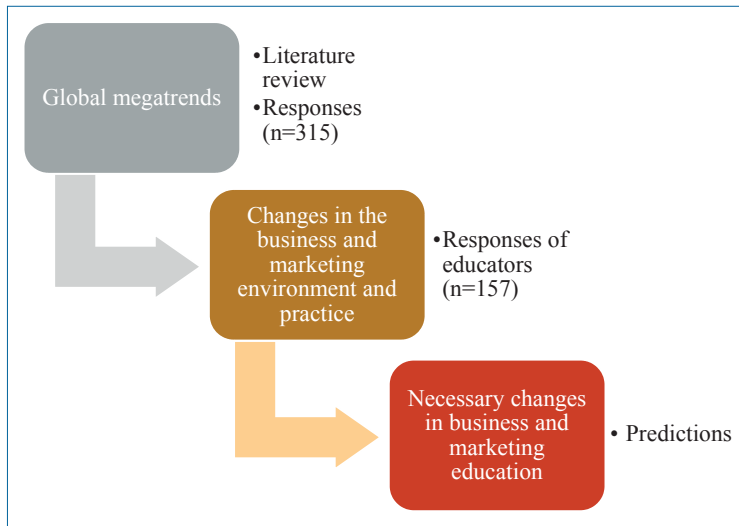 Global megatrends
•Literature
review
•Responses
(n=315)
Changes in the
business and
marketing
environment and
practice
•Responses of
educators
(n=157)
Necessary changes
in business and
marketing
education
• Predictions